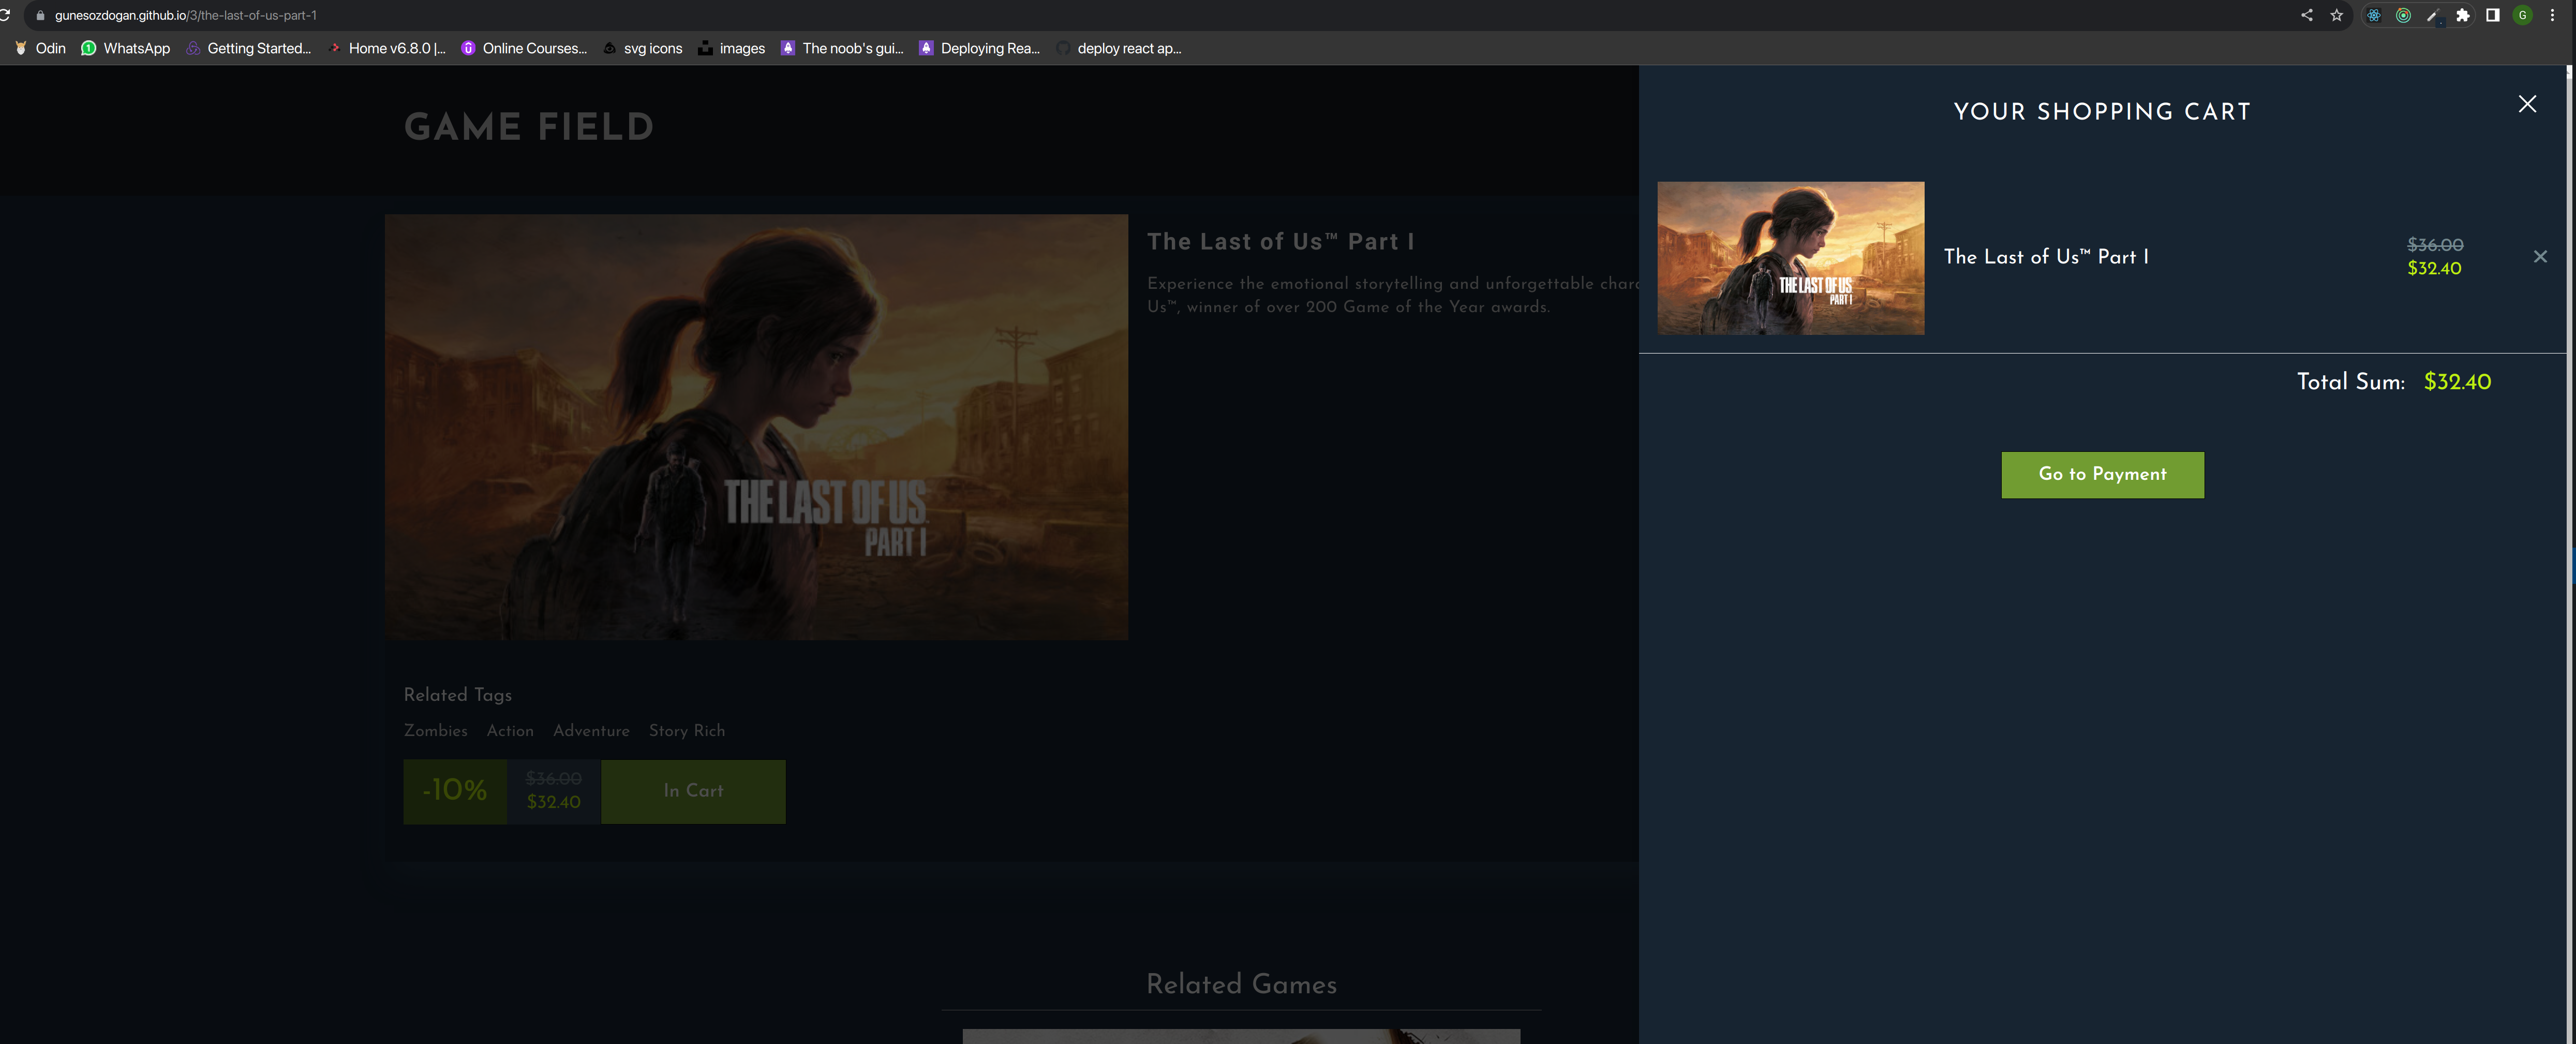 gunesozdogan.github.io/3/the-last-of-us-part-1
G
Odin
WhatsApp
Getting Started...
Home v6.8.0 |...
Online Courses...
svg icons
images
The noob's gui...
Deploying Rea...
deploy react ap...
GAME FIELD
The Last of Us™ Part I
Experience the emotional storytelling and unforgettable chara
Us™, winner of over 200 Game of the Year awards.
THE LAST OF US
PART I
Related Tags
Zombies Action Adventure Story Rich
-10%
$36.00
$32.40
In Cart
Related Games
YOUR SHOPPING CART
THE LAST OF US
PART I
The Last of Us™ Part I
$36.00
$32.40
Total Sum: $32.40
Go to Payment